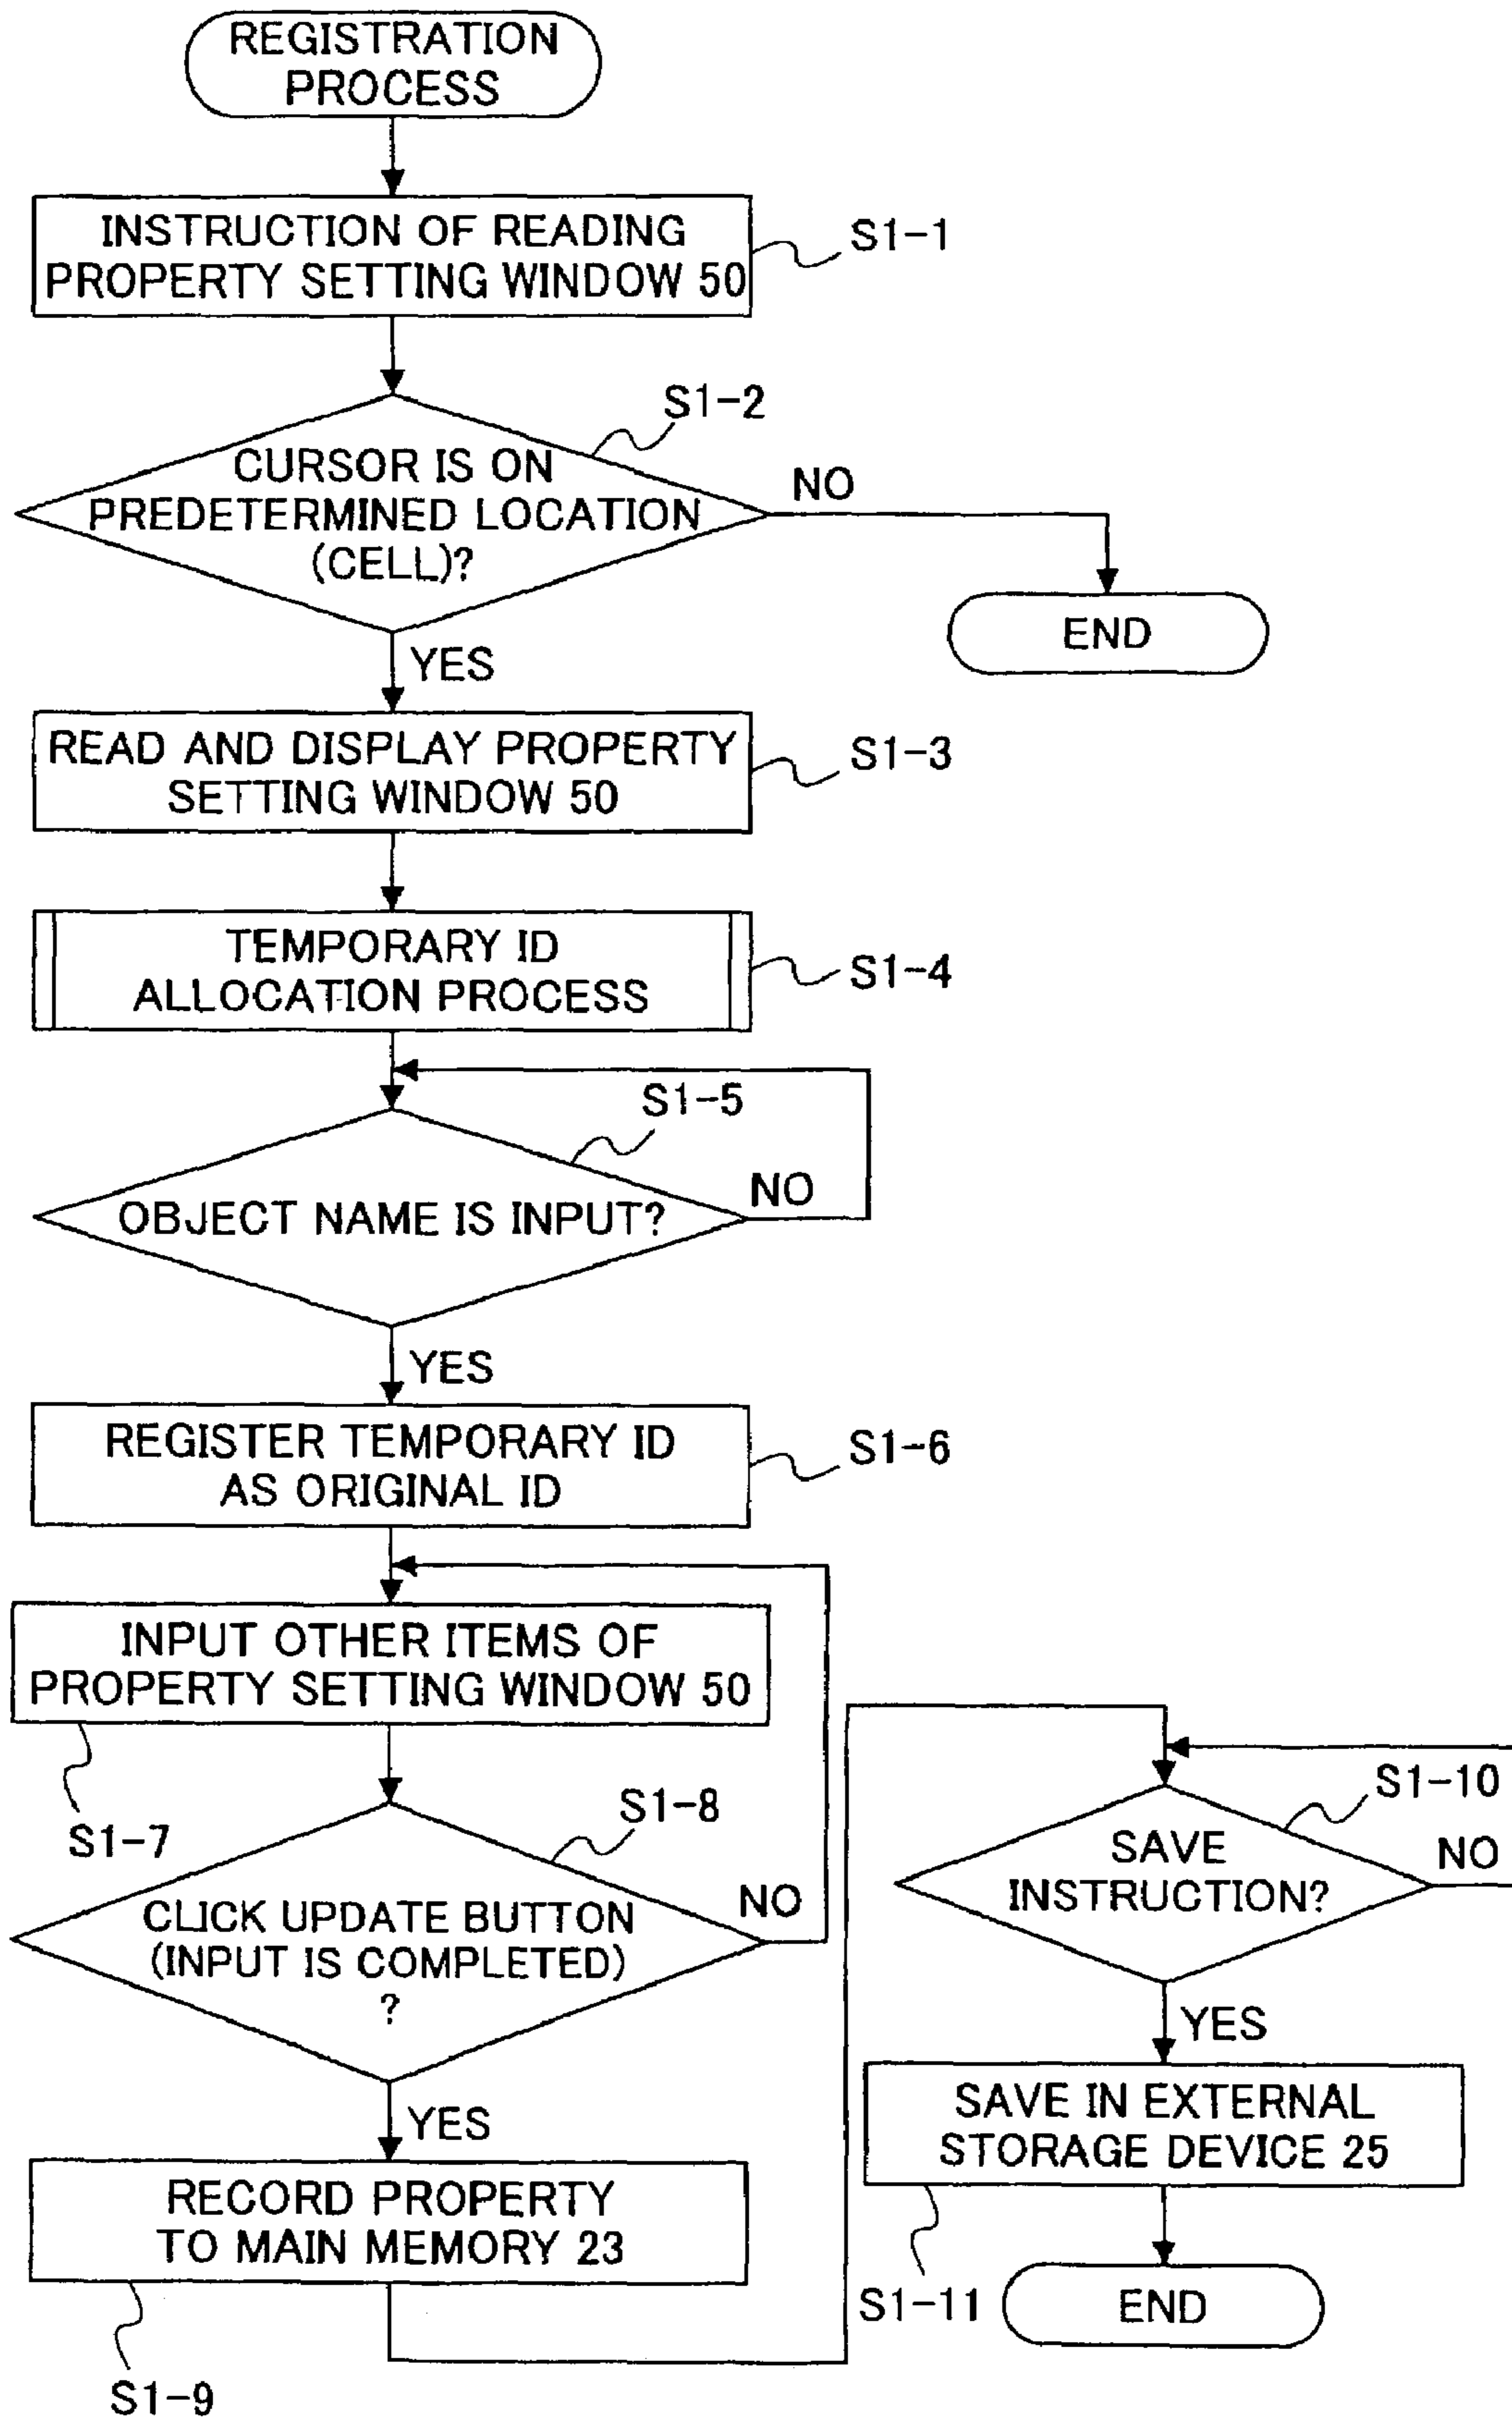 REGISTRATION
PROCESS
INSTRUCTION OF READING
PROPERTY SETTING WINDOW 50
S1-1
S1-2
CURSOR IS ON
PREDETERMINED LOCATION
(CELL)?
NO
END
YES
READ AND DISPLAY PROPERTY
SETTING WINDOW 50
S1-3
TEMPORARY ID
ALLOCATION PROCESS
S1-4
S1-5
OBJECT NAME IS INPUT?
NO
YES
REGISTER TEMPORARY ID
AS ORIGINAL ID
S1-6
INPUT OTHER ITEMS OF
PROPERTY SETTING WINDOW 50
S1-7
S1-8
CLICK UPDATE BUTTON
(INPUT IS COMPLETED)
?
NO
YES
RECORD PROPERTY
TO MAIN MEMORY 23
S1-9
S1-10
SAVE
INSTRUCTION?
NO
YES
SAVE IN EXTERNAL
STORAGE DEVICE 25
S1-11
END